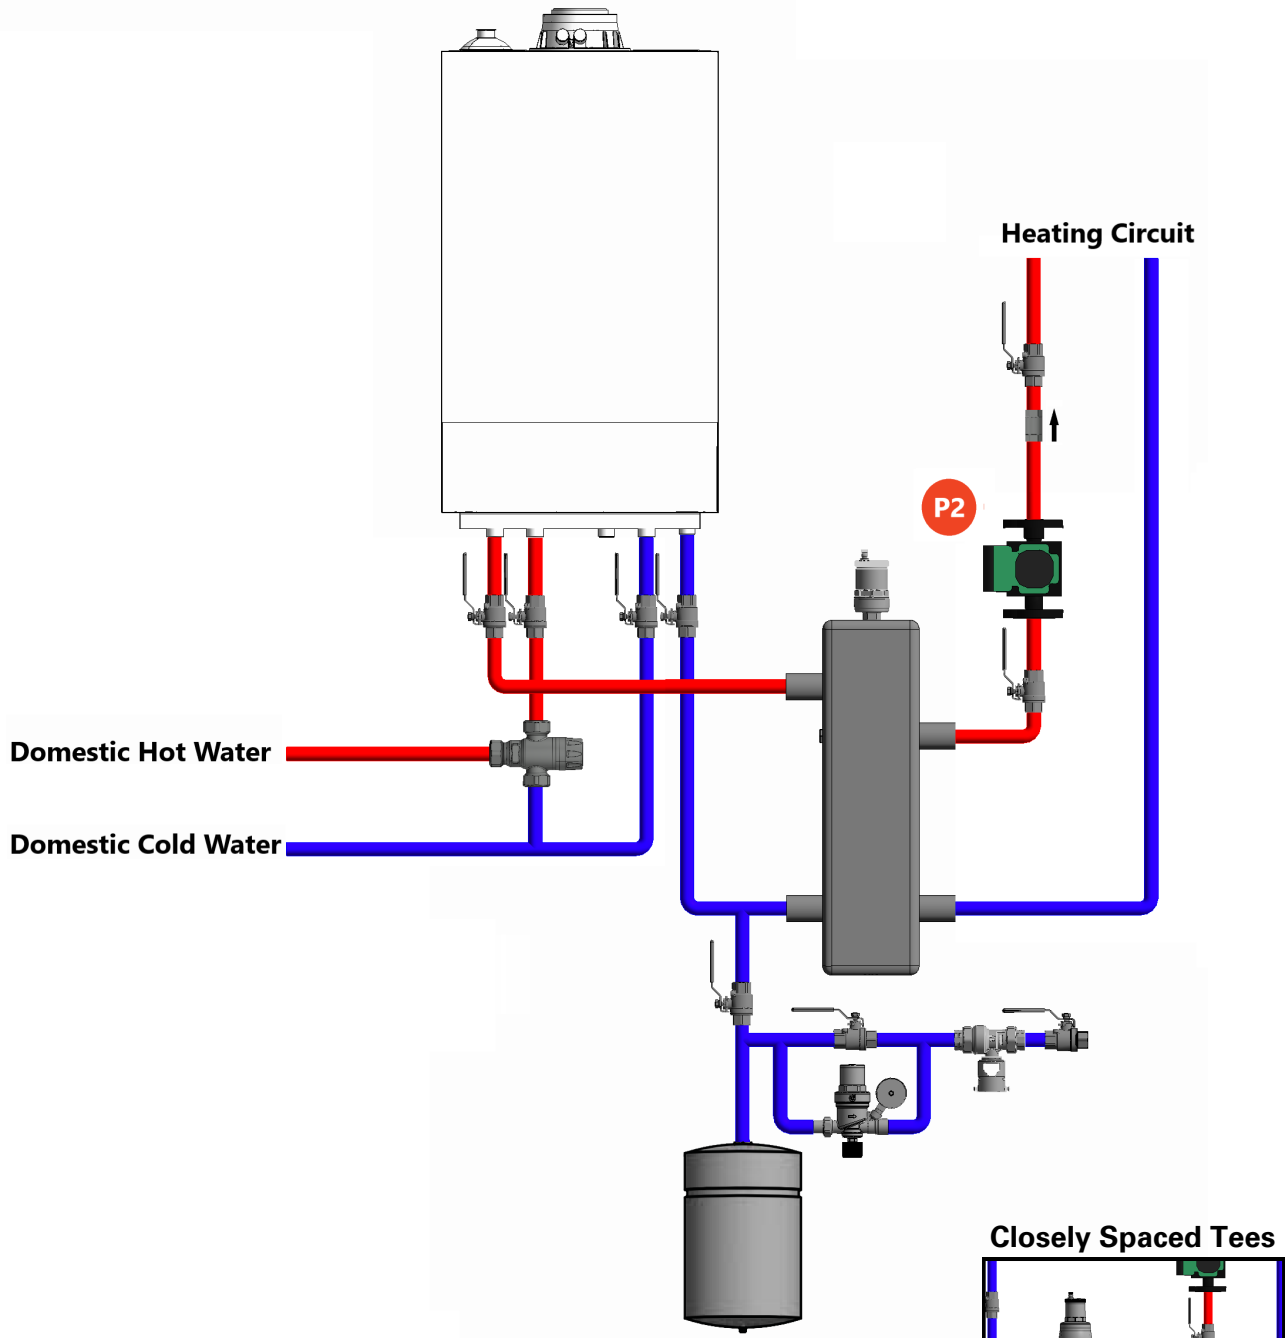 Heating Circuit
P2
Domestic Hot Water
Domestic Cold Water
Closely Spaced Tees